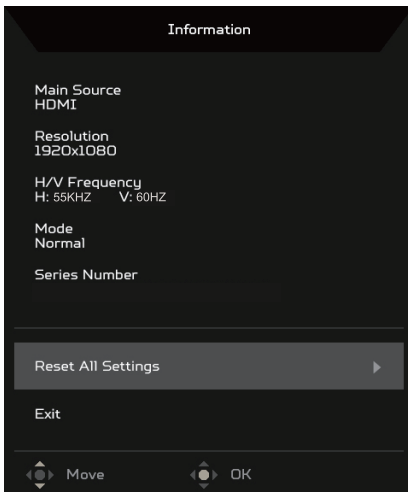 Information
Main Source
HDMI
Resolution
1920x1080
H/V Frequency
H: 55KHZ V: 60HZ
Mode
Normal
Series Number
Reset All Settings
Exit
Move OK